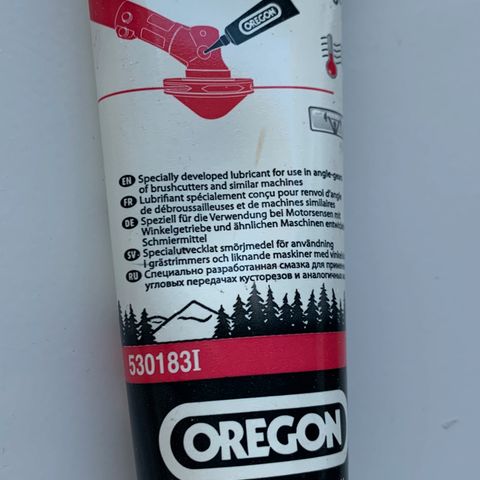 OREGON
EN Specially developed lubricant for use in angle-gears
of brushcutters and similar machines
FR Lubrifiant spécialement conçu pour renvoi d'angle
de débroussailleuses et de machines similaires
DE Speziell für die Verwendung bei Motorsensen mit
Winkelgetriebe und ähnlichen Maschinen
Schmiermittel
SV Specialutvecklat smörjmedel för användning
i grästrimmers och liknande maskiner med
RU Специально разработанная смазка для
угловых передачах кусторезов и
530183I
OREGON